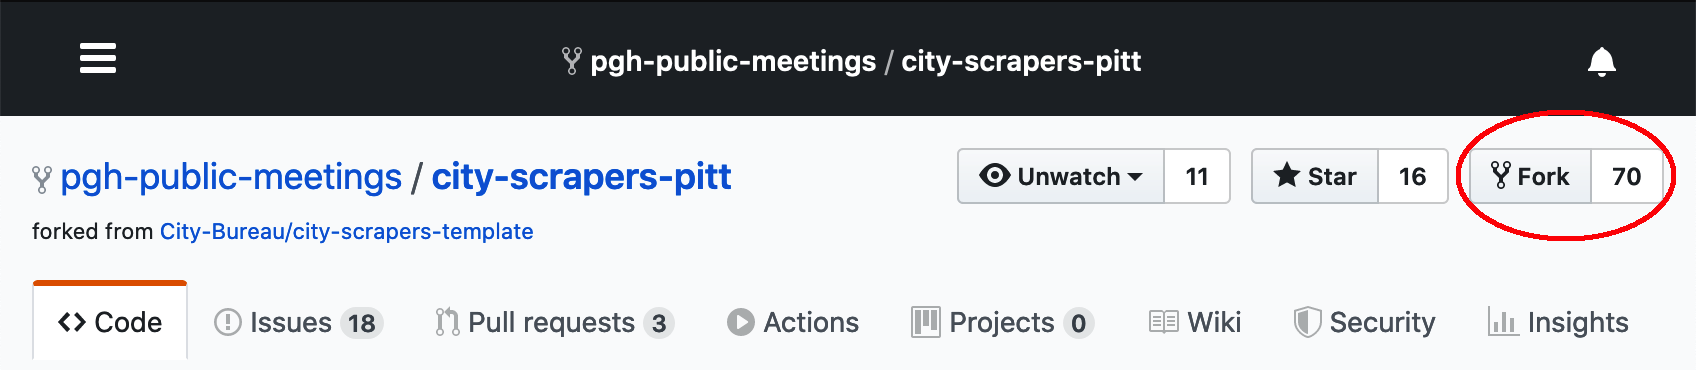 pgh-public-meetings / city-scrapers-pitt
pgh-public-meetings / city-scrapers-pitt
Unwatch 11 Star 16 Fork 70
forked from City-Bureau/city-scrapers-template
Code Issues 18 Pull requests 3 Actions Projects 0 Wiki Security Insights